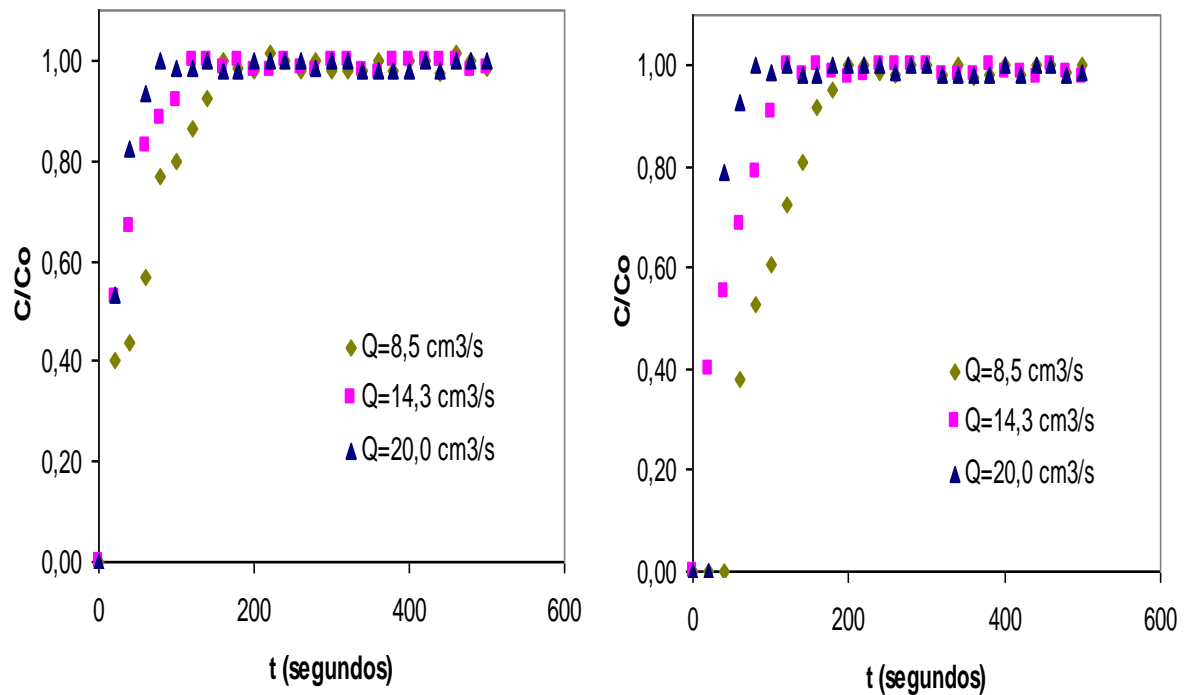 1,00
0,80
0,60
0,40
0,20
0,00
C/Co
0
200
400
600
t (segundos)
Q=8,5 cm3/s
Q=14,3 cm3/s
Q=20,0 cm3/s
1,00
0,80
0,60
0,40
0,20
0,00
C/Co
0
200
400
600
t (segundos)
Q=8,5 cm3/s
Q=14,3 cm3/s
Q=20,0 cm3/s